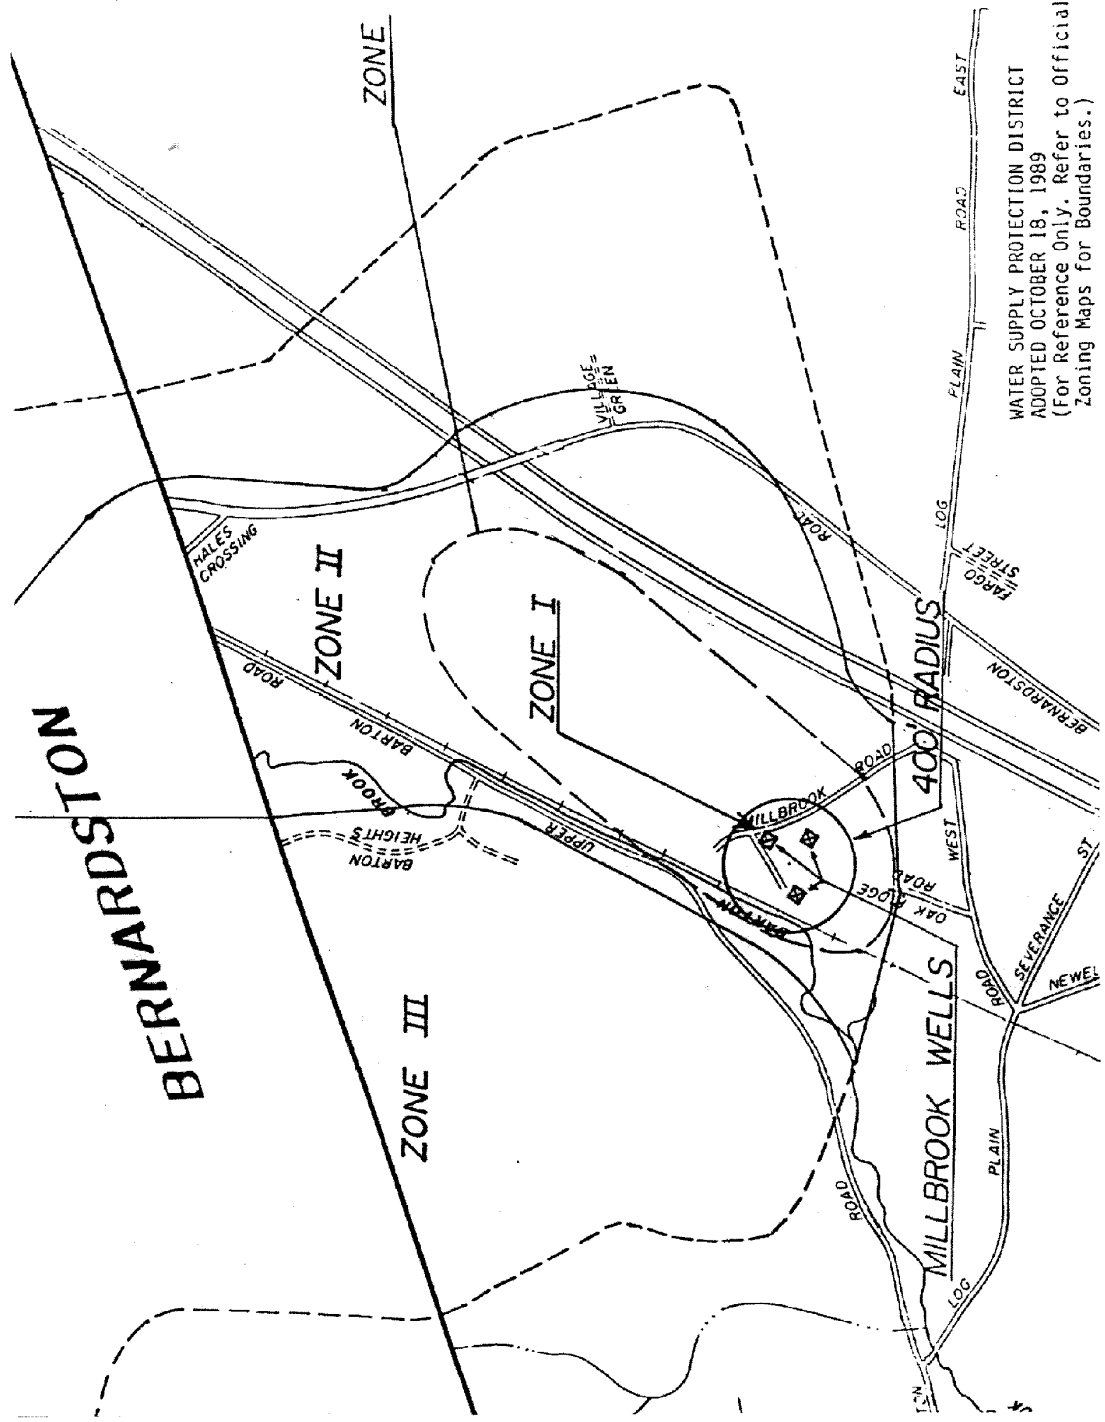 ZONE
EAST
ROAD
PLAIN
LOG
WATER SUPPLY PROTECTION DISTRICT
ADOPTED OCTOBER 18, 1989
(For Reference Only. Refer to Official
Zoning Maps for Boundaries.)
VILLAGE
GREEN
HALES
CROSSING
ROAD
FARGO
STREET
BERNARDSTON
ZONE II
ZONE I
400' RADIUS
ROAD
BARTON
UPPER
BROOK
BARTON
HEIGHTS
BERNARDSTON
MILLBROOK
ROAD
WEST
OAK RIDGE
ROAD
BARTON
SEVERANCE
ST
ROAD
NEWEL
ZONE III
MILLBROOK WELLS
PLAIN
LOG
ROAD
TON